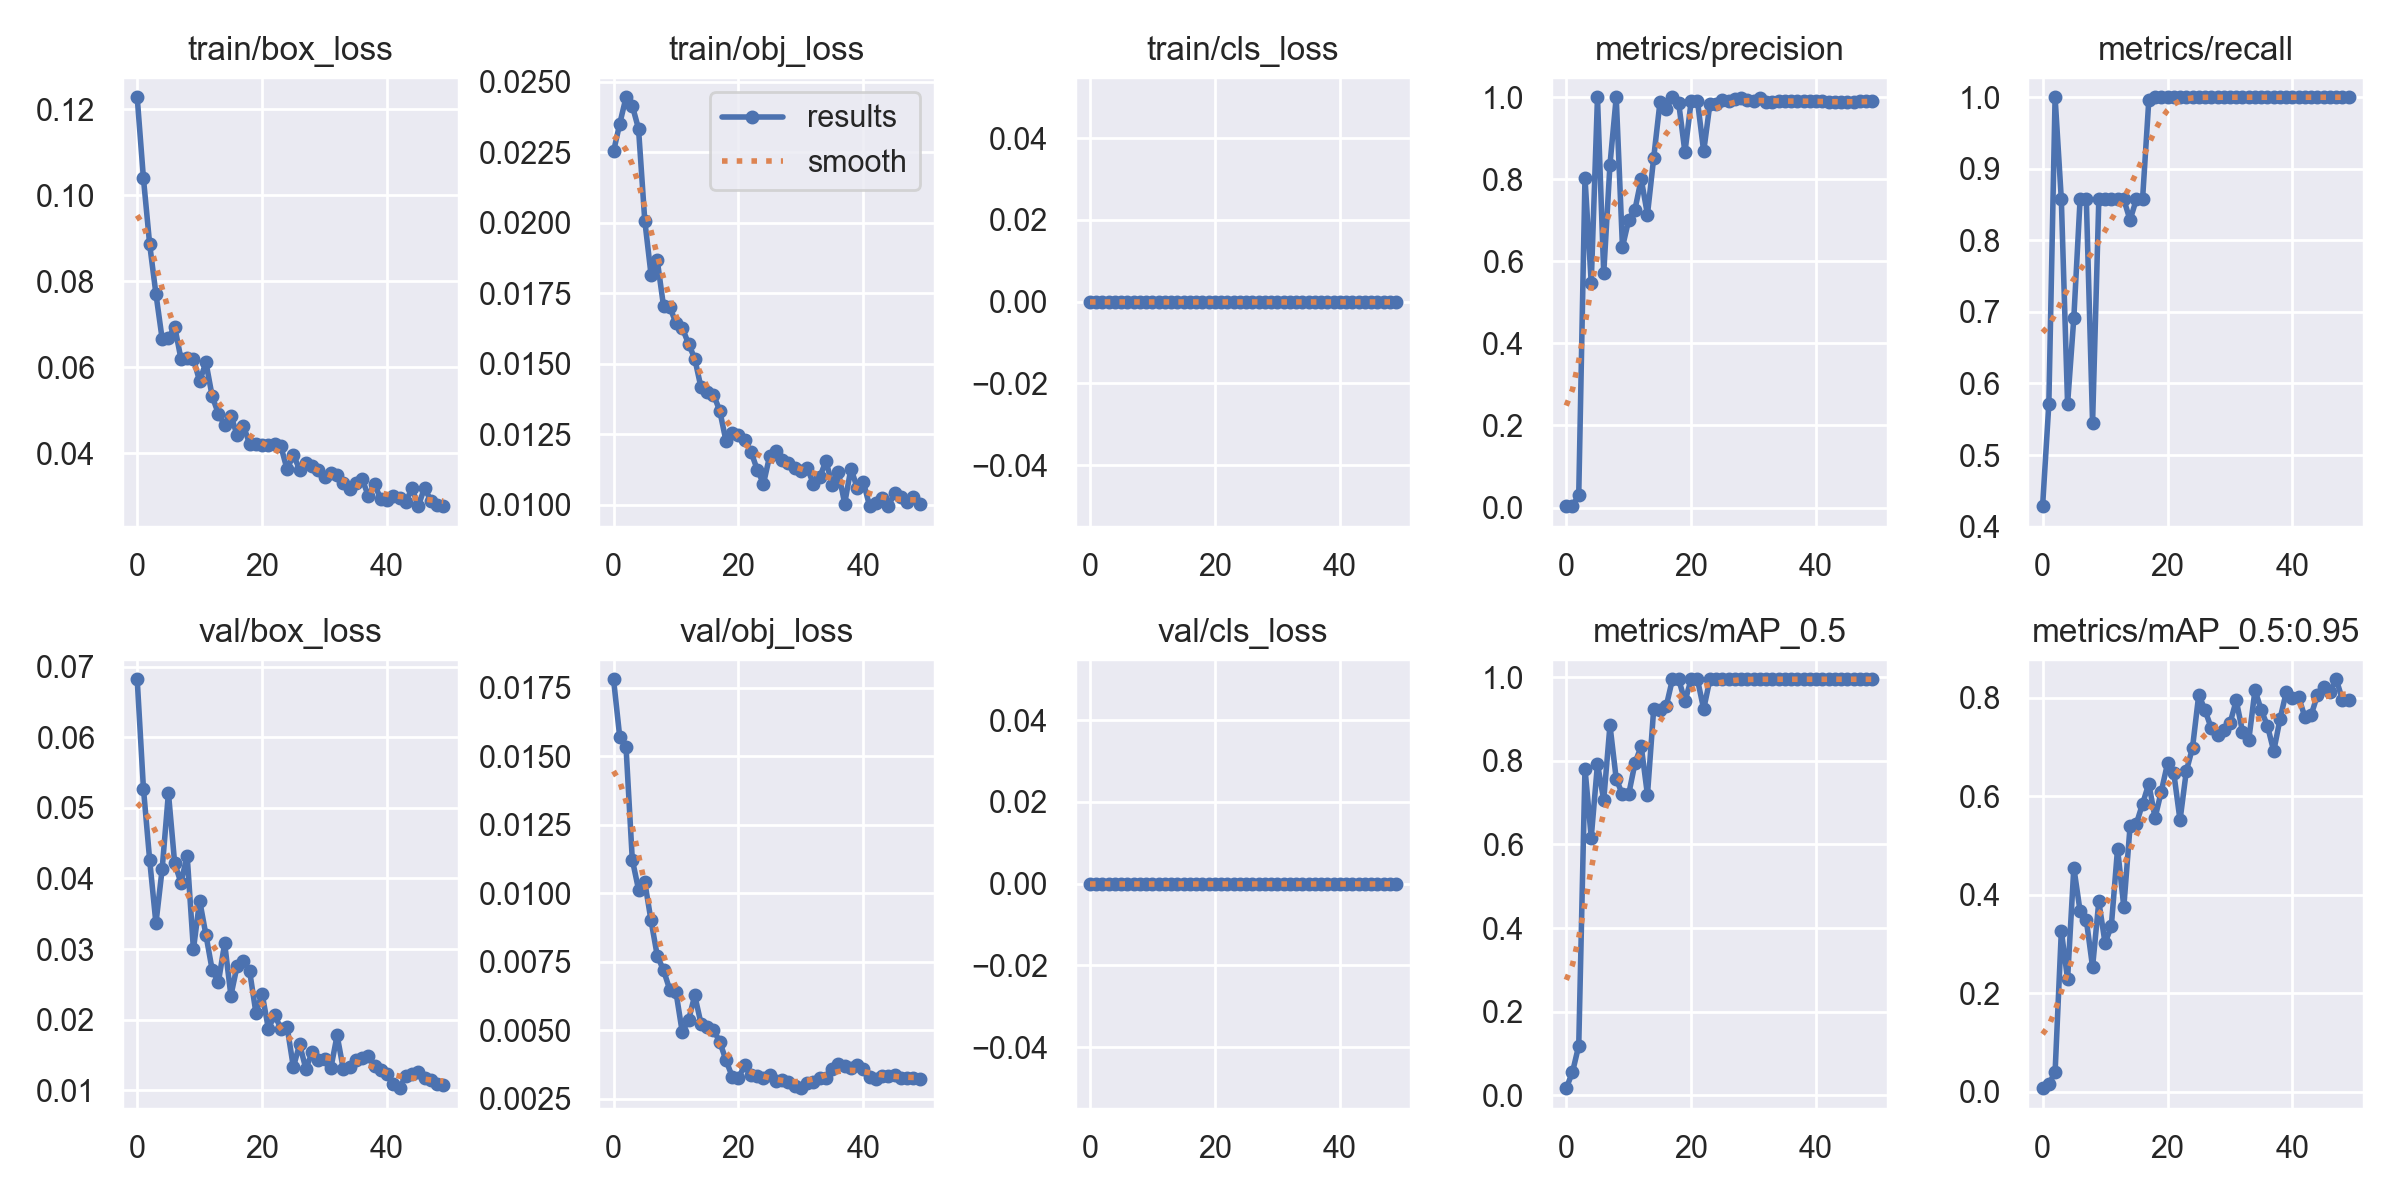 train/box_loss
0.12
0.10
0.08
0.06
0.04
0 20 40
train/obj_loss
0.0250
0.0225
0.0200
0.0175
0.0150
0.0125
0.0100
results
smooth
0 20 40
train/cls_loss
0.04
0.02
0.00
−0.02
−0.04
0 20 40
metrics/precision
1.0
0.8
0.6
0.4
0.2
0.0
0 20 40
metrics/recall
1.0
0.9
0.8
0.7
0.6
0.5
0.4
0 20 40
val/box_loss
0.07
0.06
0.05
0.04
0.03
0.02
0.01
0 20 40
val/obj_loss
0.0175
0.0150
0.0125
0.0100
0.0075
0.0050
0.0025
0 20 40
val/cls_loss
0.04
0.02
0.00
−0.02
−0.04
0 20 40
metrics/mAP_0.5
1.0
0.8
0.6
0.4
0.2
0.0
0 20 40
metrics/mAP_0.5:0.95
0.8
0.6
0.4
0.2
0.0
0 20 40